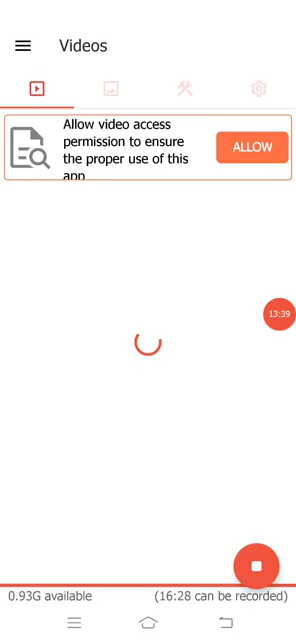 Videos
Allow video access
permission to ensure
the proper use of this
app
ALLOW
13:39
0.93G available
(16:28 can be recorded)